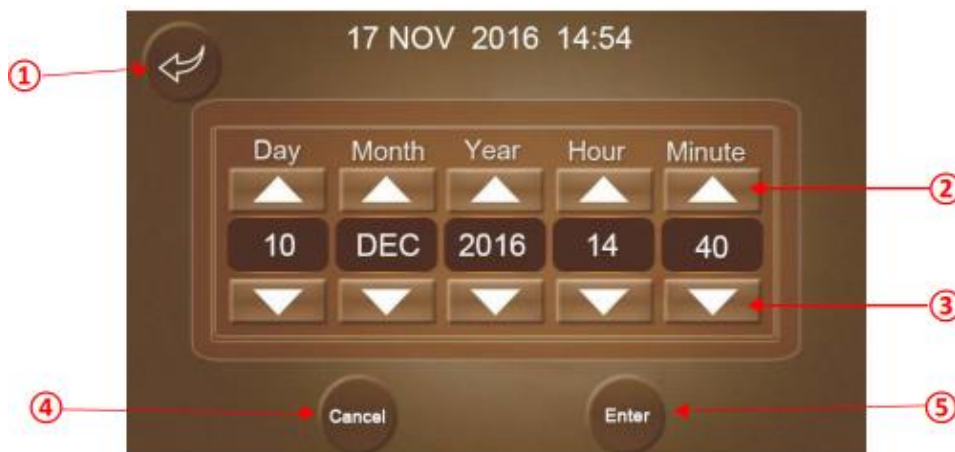 17 NOV 2016 14:54
①
Day Month Year Hour Minute
②
10 DEC 2016 14 40
③
④ Cancel Enter ⑤